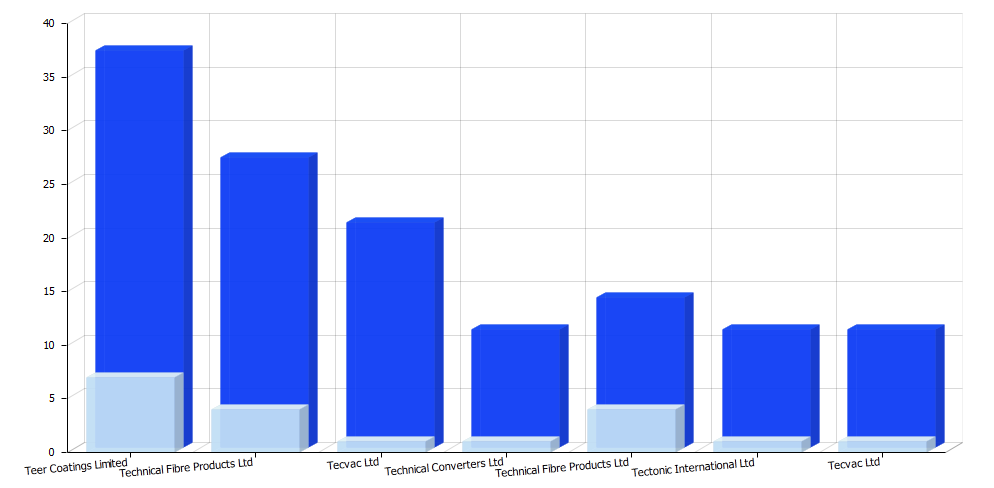 40
35
30
25
20
15
10
5
0
Teer Coatings Limited
Technical Fibre Products Ltd
Tecvac Ltd
Technical Converters Ltd
Technical Fibre Products Ltd
Tectonic International Ltd
Tecvac Ltd